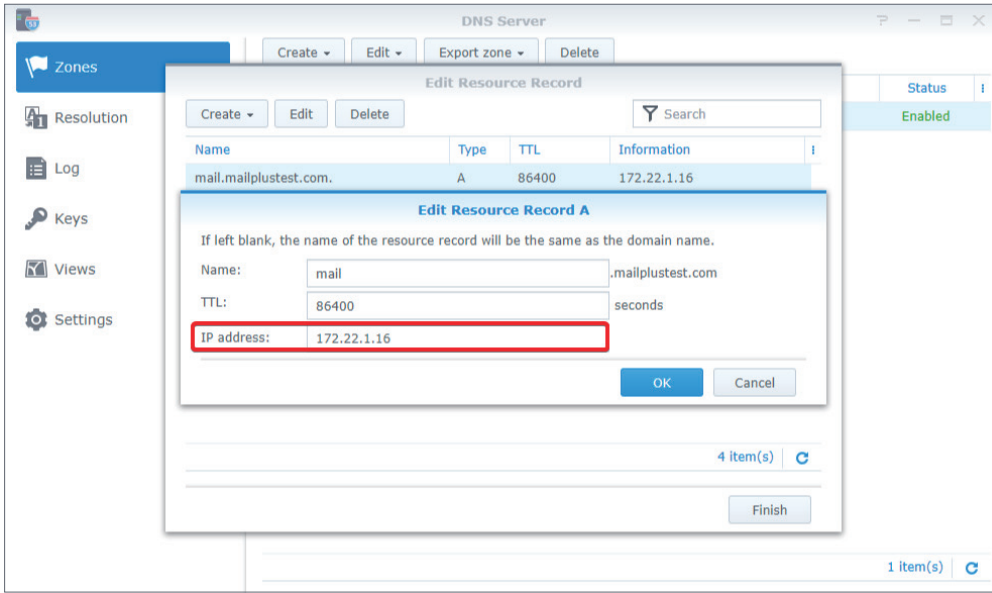 DNS Server
Zones
Resolution
Log
Keys
Views
Settings
Create Edit Export zone Delete
Status
Enabled
Edit Resource Record
Create Edit Delete Search
Name Type TTL Information
mail.mailplustest.com. A 86400 172.22.1.16
Edit Resource Record A
If left blank, the name of the resource record will be the same as the domain name.
Name: mail .mailplustest.com
TTL: 86400 seconds
IP address: 172.22.1.16
OK Cancel
4 item(s)
Finish
1 item(s)